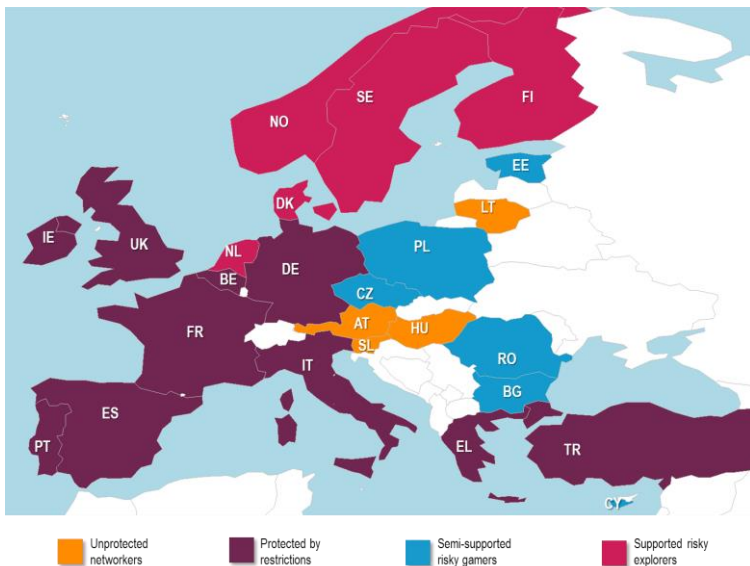 SE
FI
NO
EE
DK
LT
IE
UK
NL
PL
BE
DE
CZ
AT
HU
FR
SL
RO
IT
BG
ES
PT
EL
TR
CY
Unprotected
networkers
Protected by
restrictions
Semi-supported
risky gamers
Supported risky
explorers